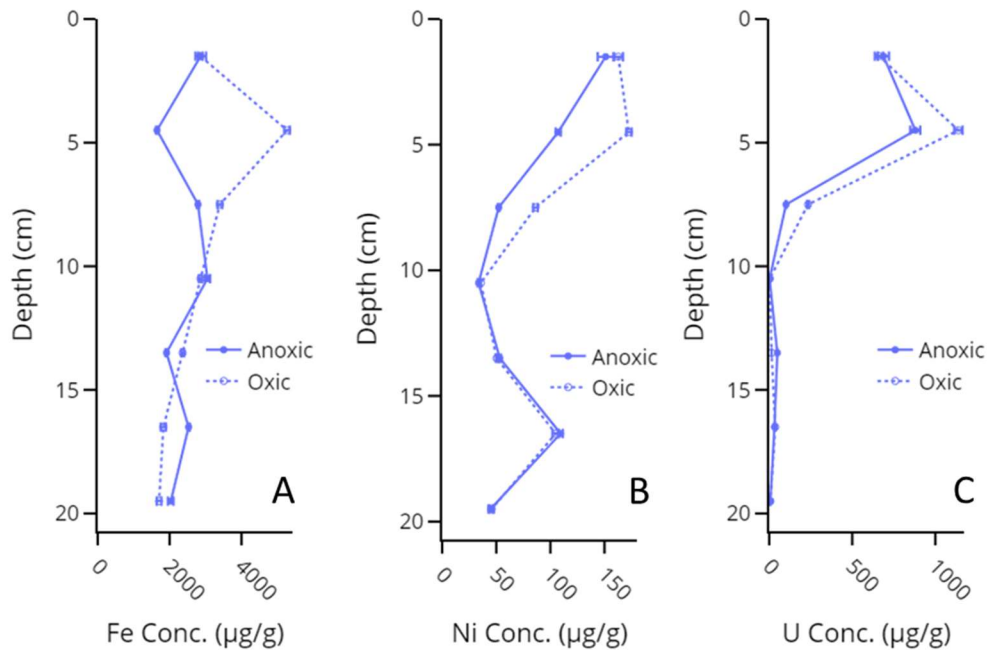 0
5
10
15
20
Depth (cm)
Anoxic
Oxic
A
0
2000
4000
Fe Conc. (µg/g)
0
5
10
15
20
Depth (cm)
Anoxic
Oxic
B
0
50
100
150
Ni Conc. (µg/g)
0
5
10
15
20
Depth (cm)
Anoxic
Oxic
C
0
500
1000
U Conc. (µg/g)